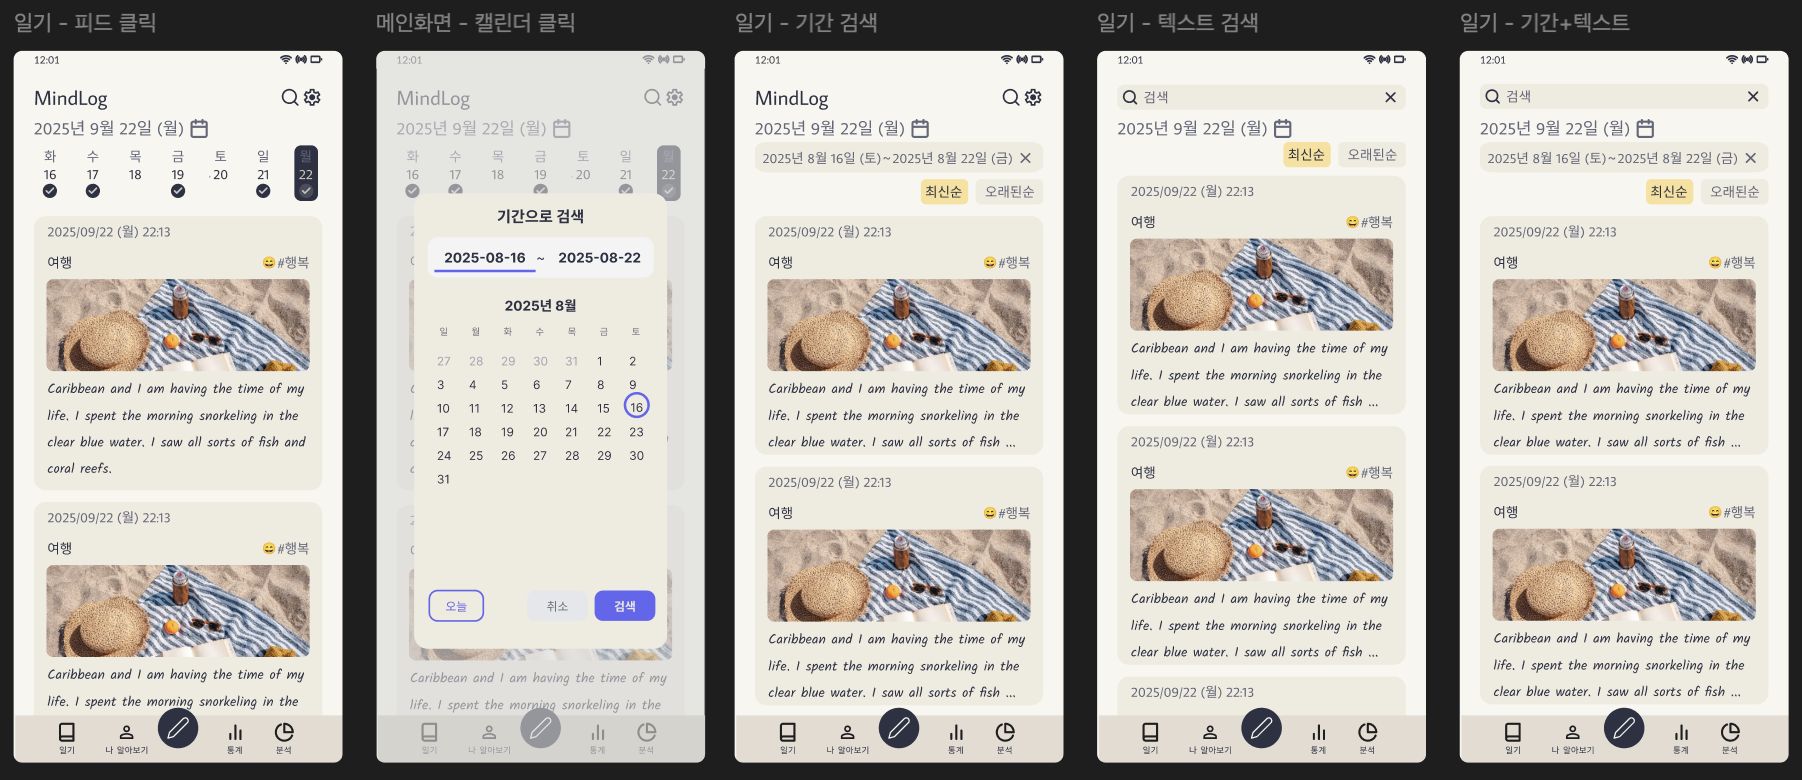 일기 - 피드 클릭
12:01
MindLog
2025년 9월 22일 (월)
화 수 목 금 토 일 월
16 17 18 19 20 21 22
2025/09/22 (월) 22:13
여행 😄#행복
Caribbean and I am having the time of my
life. I spent the morning snorkeling in the
clear blue water. I saw all sorts of fish and
coral reefs.
2025/09/22 (월) 22:13
여행 😄#행복
Caribbean and I am having the time of my
life. I spent the morning snorkeling in the
일기 나 알아보기 통계 분석
메인화면 - 캘린더 클릭
12:01
MindLog
2025년 9월 22일 (월)
화 수 목 금 토 일 월
16 17 18 19 20 21 22
기간으로 검색
2025-08-16 ~ 2025-08-22
2025년 8월
일 월 화 수 목 금 토
27 28 29 30 31 1 2
3 4 5 6 7 8 9
10 11 12 13 14 15 16
17 18 19 20 21 22 23
24 25 26 27 28 29 30
31
오늘 취소 검색
Caribbean and I am having the time of my
life. I spent the morning snorkeling in the
일기 나 알아보기 통계 분석
일기 - 기간 검색
12:01
MindLog
2025년 9월 22일 (월)
2025년 8월 16일 (토)~2025년 8월 22일 (금)
최신순 오래된순
2025/09/22 (월) 22:13
여행 😄#행복
Caribbean and I am having the time of my
life. I spent the morning snorkeling in the
clear blue water. I saw all sorts of fish ...
2025/09/22 (월) 22:13
여행 😄#행복
Caribbean and I am having the time of my
life. I spent the morning snorkeling in the
clear blue water. I saw all sorts of fish ...
일기 나 알아보기 통계 분석
일기 - 텍스트 검색
12:01
검색
2025년 9월 22일 (월)
최신순 오래된순
2025/09/22 (월) 22:13
여행 😄#행복
Caribbean and I am having the time of my
life. I spent the morning snorkeling in the
clear blue water. I saw all sorts of fish ...
2025/09/22 (월) 22:13
여행 😄#행복
Caribbean and I am having the time of my
life. I spent the morning snorkeling in the
clear blue water. I saw all sorts of fish ...
2025/09/22 (월) 22:13
일기 나 알아보기 통계 분석
일기 - 기간+텍스트
12:01
검색
2025년 9월 22일 (월)
2025년 8월 16일 (토)~2025년 8월 22일 (금)
최신순 오래된순
2025/09/22 (월) 22:13
여행 😄#행복
Caribbean and I am having the time of my
life. I spent the morning snorkeling in the
clear blue water. I saw all sorts of fish ...
2025/09/22 (월) 22:13
여행 😄#행복
Caribbean and I am having the time of my
life. I spent the morning snorkeling in the
clear blue water. I saw all sorts of fish ...
일기 나 알아보기 통계 분석